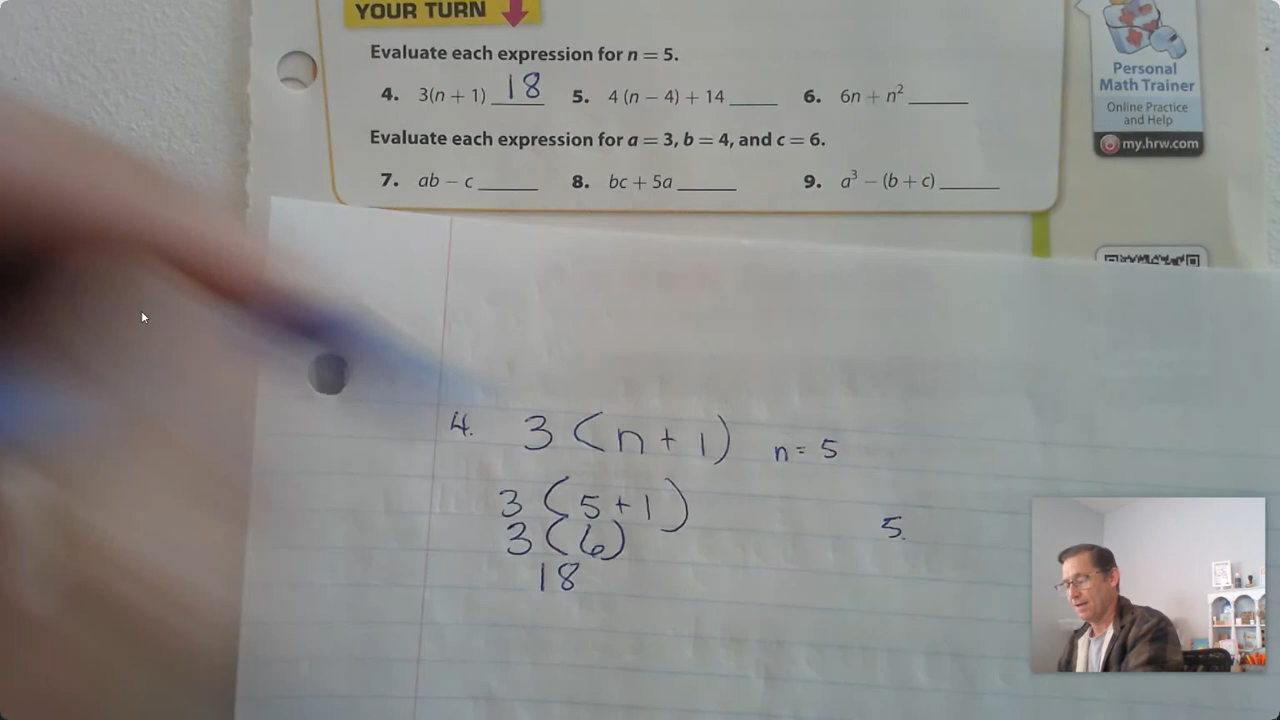 YOUR TURN
Evaluate each expression for n = 5.
4. 3(n + 1) 18 5. 4 (n − 4) + 14 6. 6n + n²
Evaluate each expression for a = 3, b = 4, and c = 6.
7. ab − c 8. bc + 5a 9. a³ − (b + c)
Personal
Math Trainer
Online Practice
and Help
my.hrw.com
4. 3(n+1) n=5
3(5+1)
3(6)
18
5.